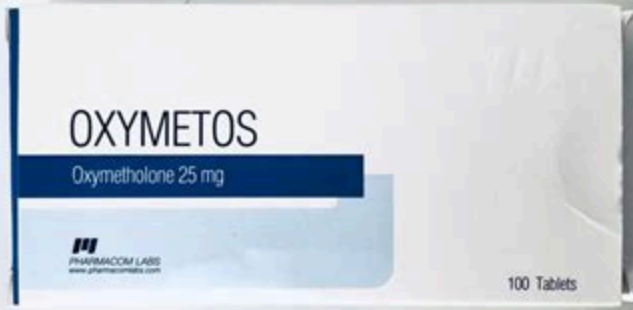 OXYMETOS
Oxymetholone 25 mg
PHARMACOM LABS
www.pharmacomlabs.com
100 Tablets